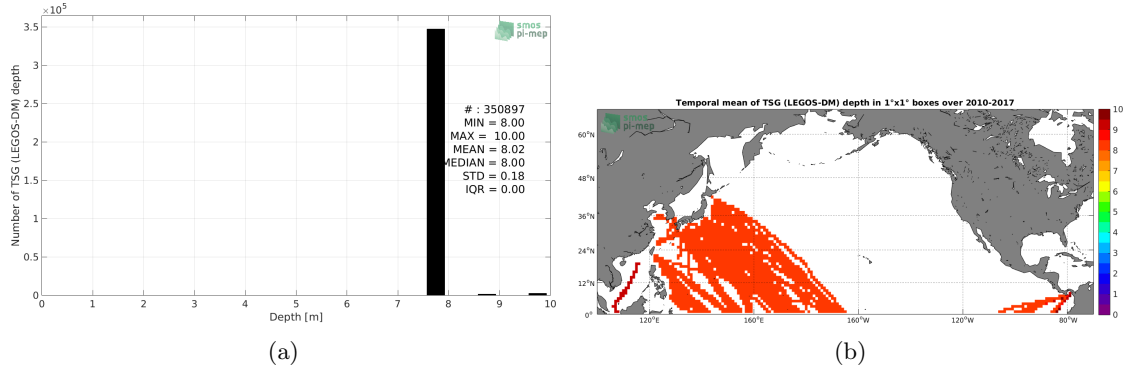 ×10⁵
smos
pi-mep
3.5
3
2.5
2
1.5
1
0.5
0
Number of TSG (LEGOS-DM) depth
# : 350897
MIN = 8.00
MAX = 10.00
MEAN = 8.02
MEDIAN = 8.00
STD = 0.18
IQR = 0.00
0 1 2 3 4 5 6 7 8 9 10
Depth [m]
(a)
Temporal mean of TSG (LEGOS-DM) depth in 1°x1° boxes over 2010-2017
smos
pi-mep
60°N
48°N
36°N
24°N
12°N
0°
120°E 160°E 160°W 120°W 80°W
10
9
8
7
6
5
4
3
2
1
0
(b)